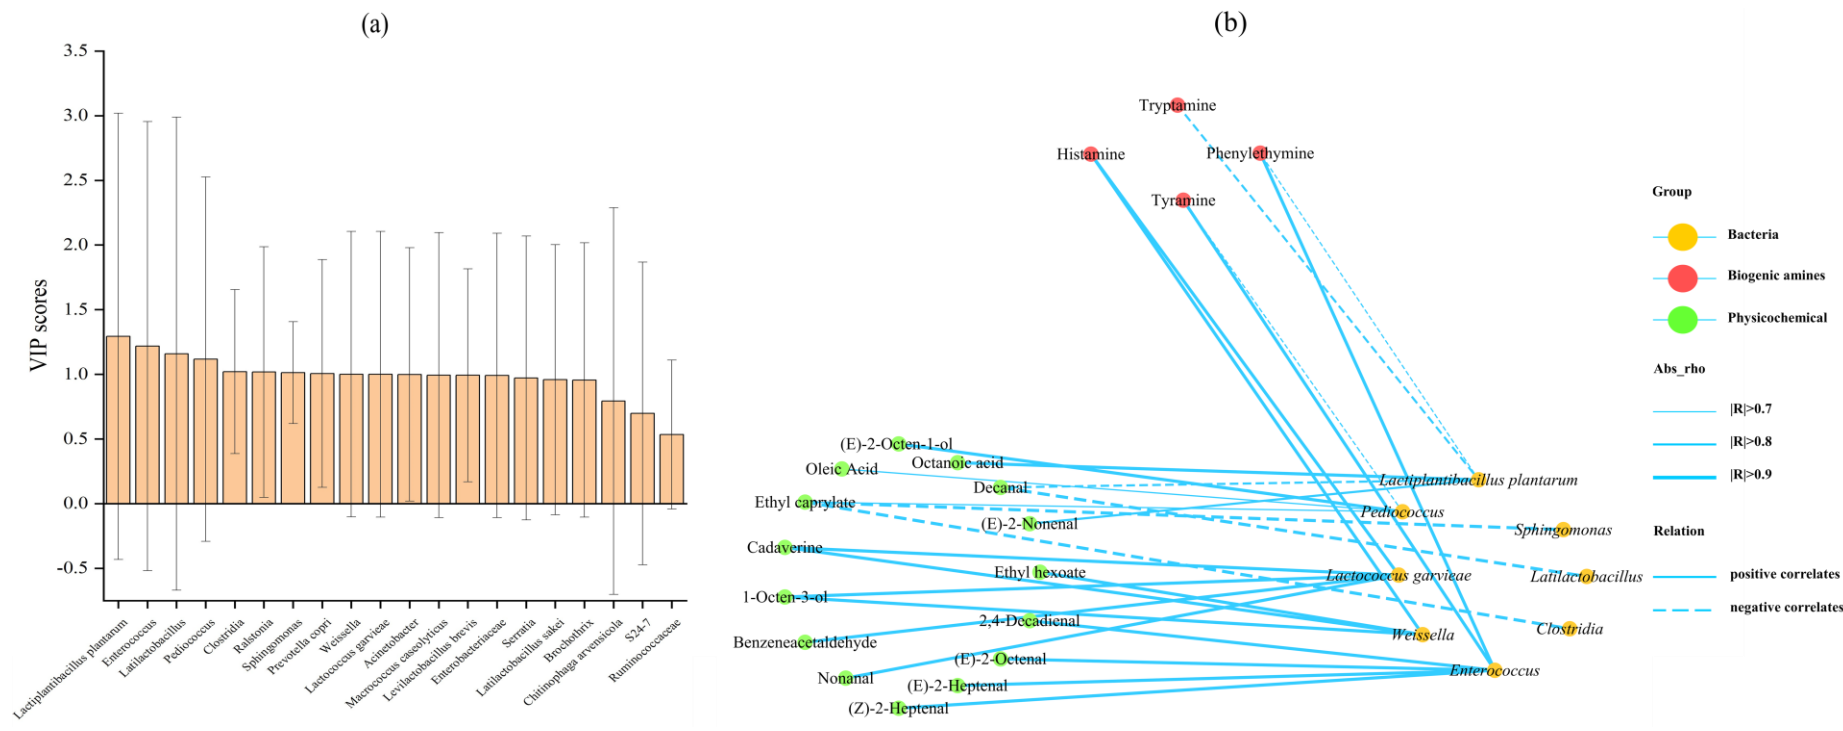 (a)
3.5
3.0
2.5
2.0
1.5
1.0
0.5
0.0
-0.5
VIP scores
Lactiplantibacillus plantarum
Enterococcus
Latilactobacillus
Pediococcus
Clostridia
Ralstonia
Sphingomonas
Prevotella copri
Weissella
Lactococcus garvieae
Acinetobacter
Macrococcus caseolyticus
Levilactobacillus brevis
Enterobacteriaceae
Serratia
Latilactobacillus sakei
Brochothrix
Chitinophaga arvensicola
S24-7
Ruminococcaceae
(b)
Tryptamine
Histamine
Phenylethymine
Tyramine
(E)-2-Octen-1-ol
Oleic Acid
Octanoic acid
Decanal
Ethyl caprylate
(E)-2-Nonenal
Cadaverine
Ethyl hexoate
1-Octen-3-ol
2,4-Decadienal
Benzeneacetaldehyde
(E)-2-Octenal
Nonanal
(E)-2-Heptenal
(Z)-2-Heptenal
Lactiplantibacillus plantarum
Pediococcus
Sphingomonas
Lactococcus garvieae
Latilactobacillus
Clostridia
Weissella
Enterococcus
Group
Bacteria
Biogenic amines
Physicochemical
Abs_rho
|R|>0.7
|R|>0.8
|R|>0.9
Relation
positive correlates
negative correlates